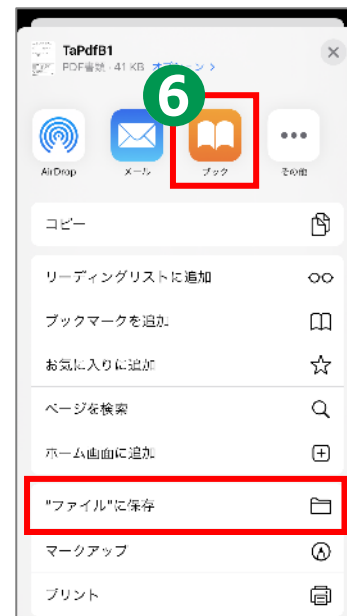 TaPdfB1
PDF書類・41 KB オプション >
6
AirDrop
メール
ブック
その他
コピー
リーディングリストに追加
ブックマークを追加
お気に入りに追加
ページを検索
ホーム画面に追加
"ファイル"に保存
マークアップ
プリント